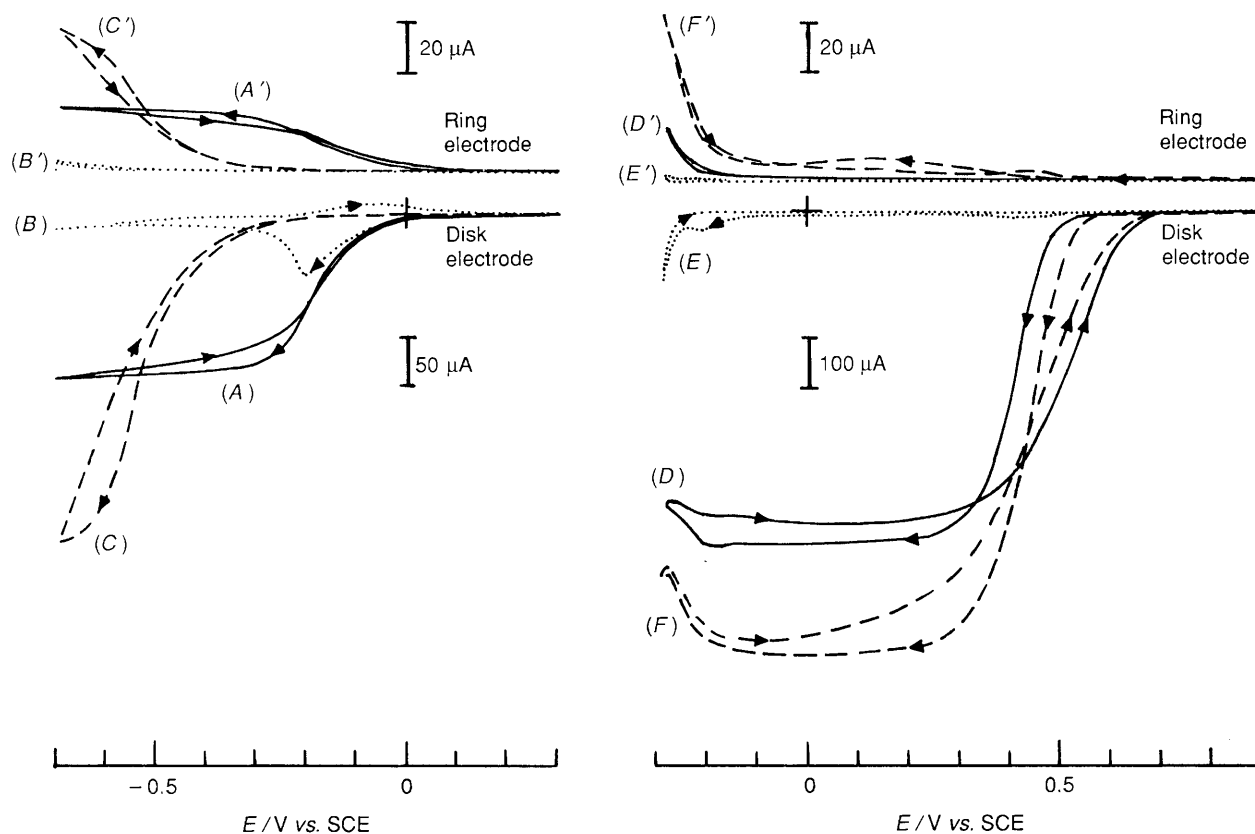 (C′)
20 μA
(A′)
Ring
electrode
(B′)
(B)
Disk
electrode
50 μA
(A)
(C)
−0.5
0
E/V vs. SCE
(F′)
20 μA
(D′)
Ring
electrode
(E′)
Disk
electrode
(E)
100 μA
(D)
(F)
0
0.5
E/V vs. SCE